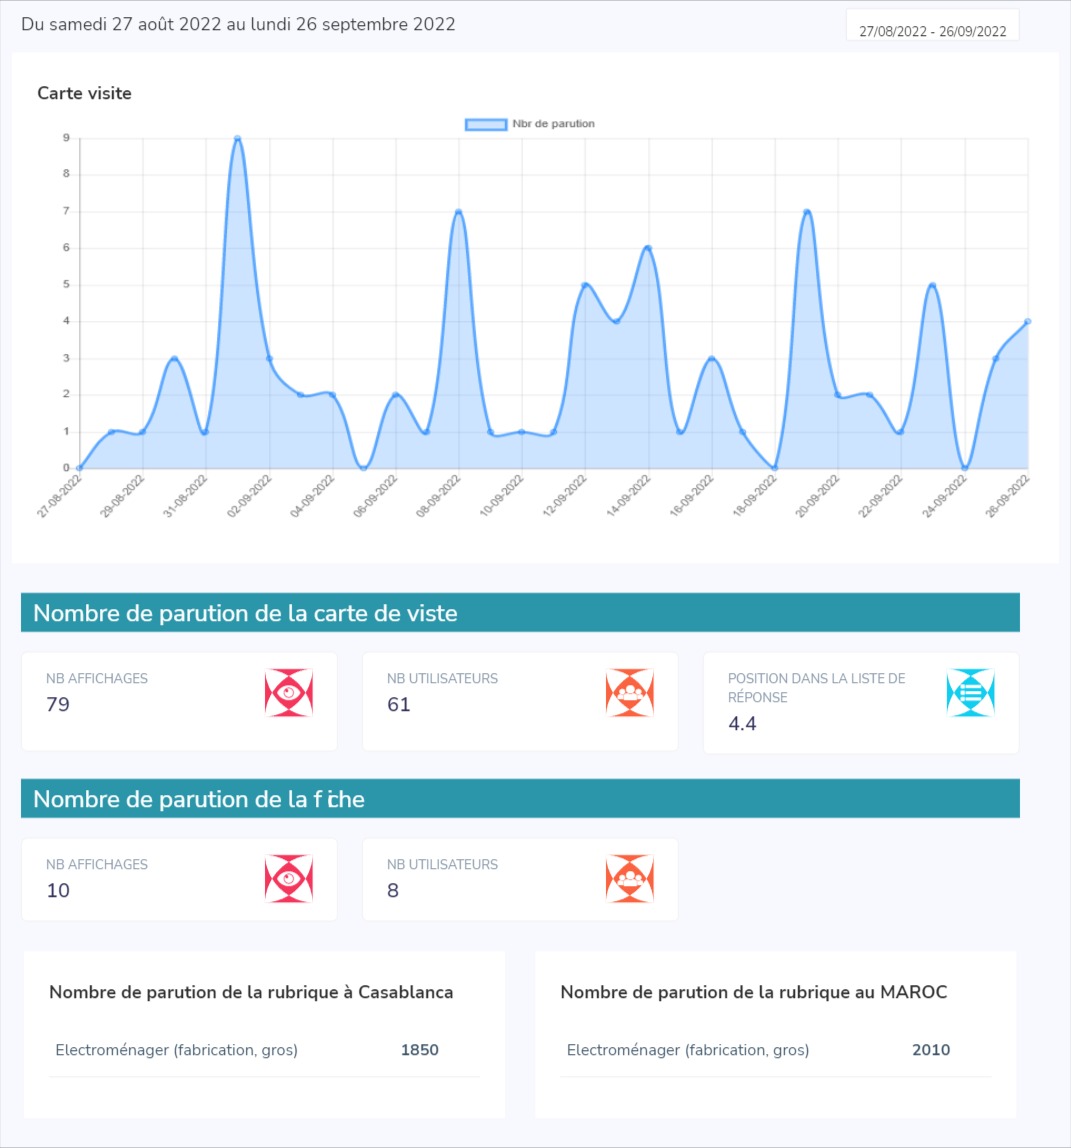 Du samedi 27 août 2022 au lundi 26 septembre 2022
27/08/2022 - 26/09/2022
Carte visite
Nbr de parution
9
8
7
6
5
4
3
2
1
0
27-08-2022
29-08-2022
31-08-2022
02-09-2022
04-09-2022
06-09-2022
08-09-2022
10-09-2022
12-09-2022
14-09-2022
16-09-2022
18-09-2022
20-09-2022
22-09-2022
24-09-2022
26-09-2022
Nombre de parution de la carte de viste
NB AFFICHAGES
79
NB UTILISATEURS
61
POSITION DANS LA LISTE DE
RÉPONSE
4.4
Nombre de parution de la fiche
NB AFFICHAGES
10
NB UTILISATEURS
8
Nombre de parution de la rubrique à Casablanca
Electroménager (fabrication, gros) 1850
Nombre de parution de la rubrique au MAROC
Electroménager (fabrication, gros) 2010